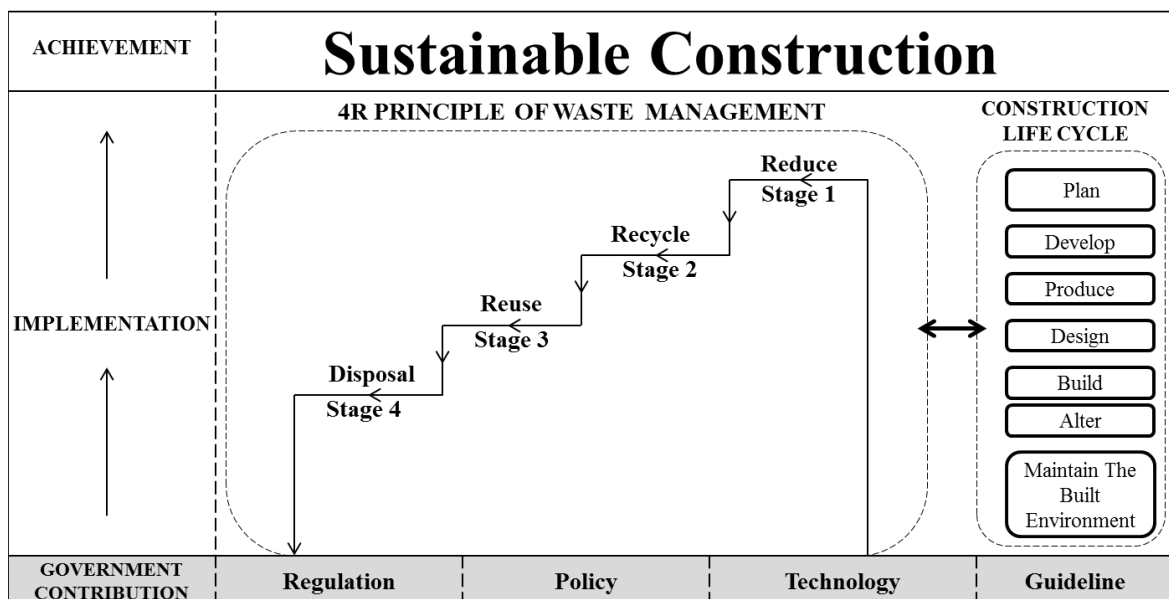 ACHIEVEMENT
Sustainable Construction
4R PRINCIPLE OF WASTE MANAGEMENT
CONSTRUCTION
LIFE CYCLE
Reduce
Stage 1
Recycle
Stage 2
Reuse
Stage 3
Disposal
Stage 4
IMPLEMENTATION
Plan
Develop
Produce
Design
Build
Alter
Maintain The
Built
Environment
GOVERNMENT
CONTRIBUTION
Regulation
Policy
Technology
Guideline